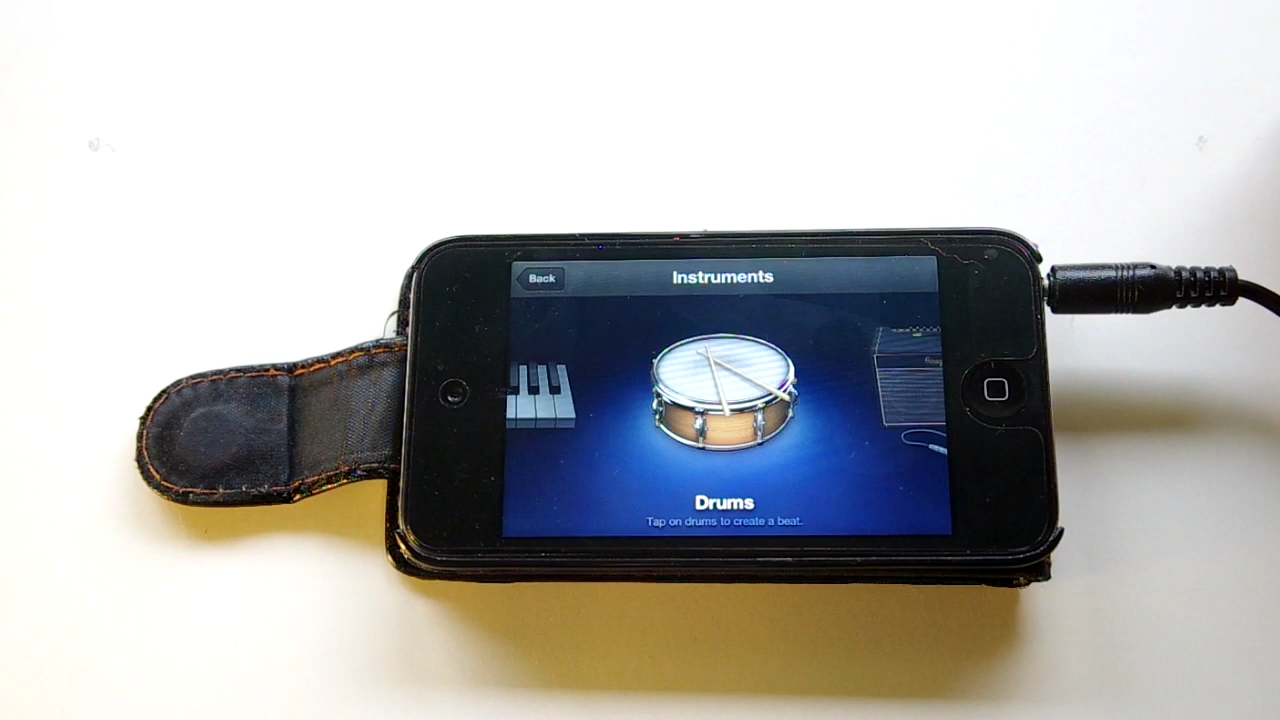 Back
Instruments
Drums
Tap on drums to create a beat.